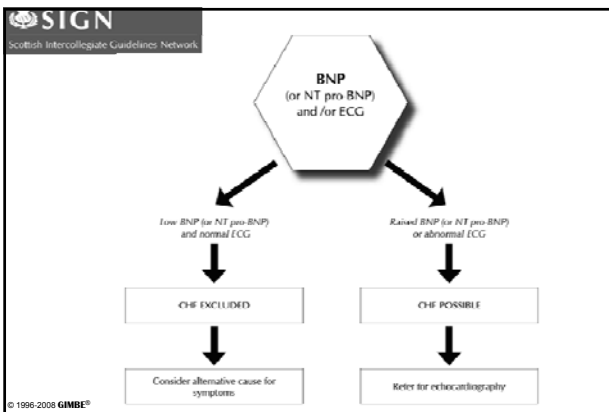 SIGN
Scottish Intercollegiate Guidelines Network
BNP
(or NT pro BNP)
and /or ECG
Low BNP (or NT pro-BNP)
and normal ECG
Raised BNP (or NT pro-BNP)
or abnormal ECG
CHF EXCLUDED
CHF POSSIBLE
Consider alternative cause for
symptoms
Refer for echocardiography
© 1996-2008 GIMBE®